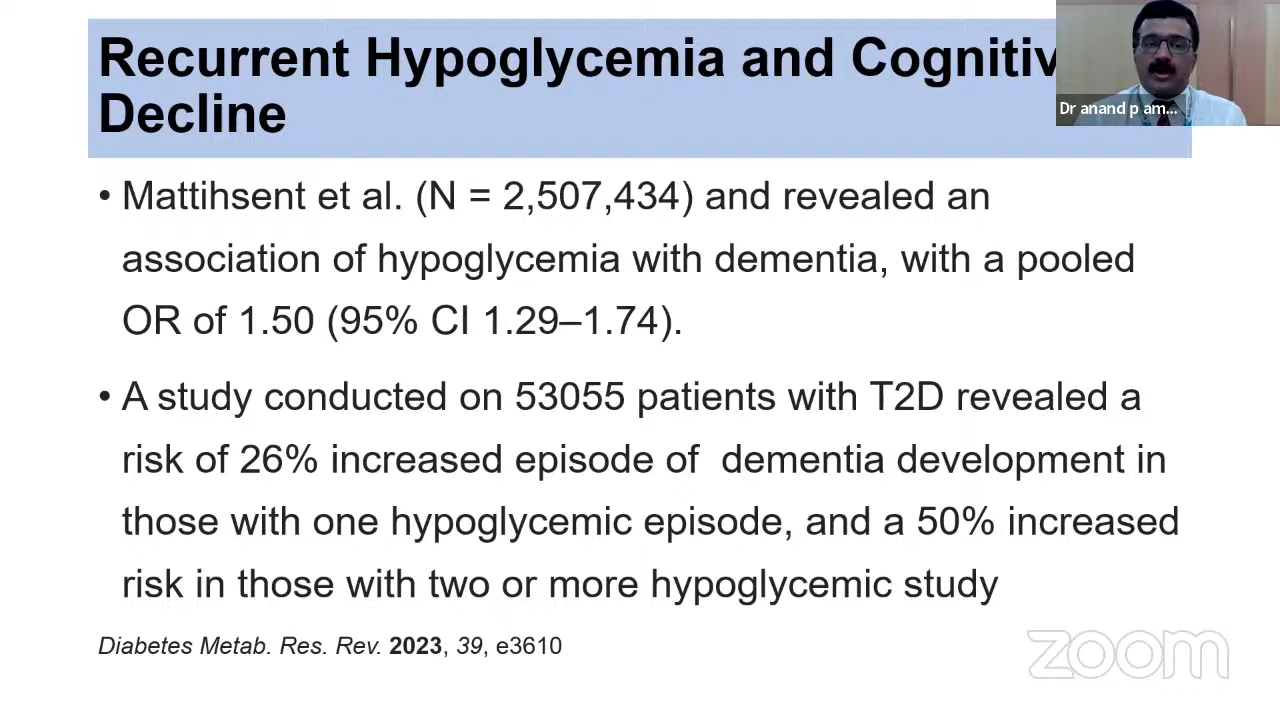 Recurrent Hypoglycemia and Cognitiv
Decline
Dr anand p am...
• Mattihsent et al. (N = 2,507,434) and revealed an
association of hypoglycemia with dementia, with a pooled
OR of 1.50 (95% CI 1.29–1.74).
• A study conducted on 53055 patients with T2D revealed a
risk of 26% increased episode of  dementia development in
those with one hypoglycemic episode, and a 50% increased
risk in those with two or more hypoglycemic study
Diabetes Metab. Res. Rev. 2023, 39, e3610
zoom